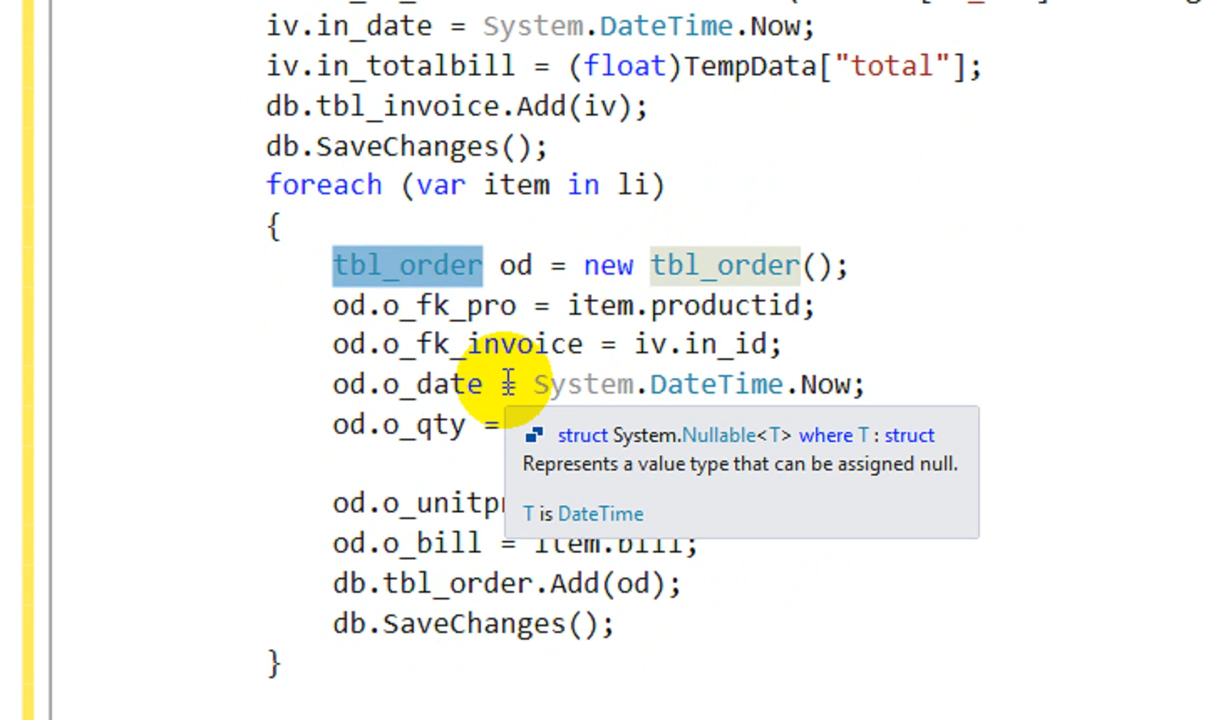 iv.in_date = System.DateTime.Now;
iv.in_totalbill = (float)TempData["total"];
db.tbl_invoice.Add(iv);
db.SaveChanges();
foreach (var item in li)
{
tbl_order od = new tbl_order();
od.o_fk_pro = item.productid;
od.o_fk_invoice = iv.in_id;
od.o_date = System.DateTime.Now;
od.o_qty =
struct System.Nullable<T> where T : struct
Represents a value type that can be assigned null.
T is DateTime
od.o_unitpr
od.o_bill = item.bill;
db.tbl_order.Add(od);
db.SaveChanges();
}